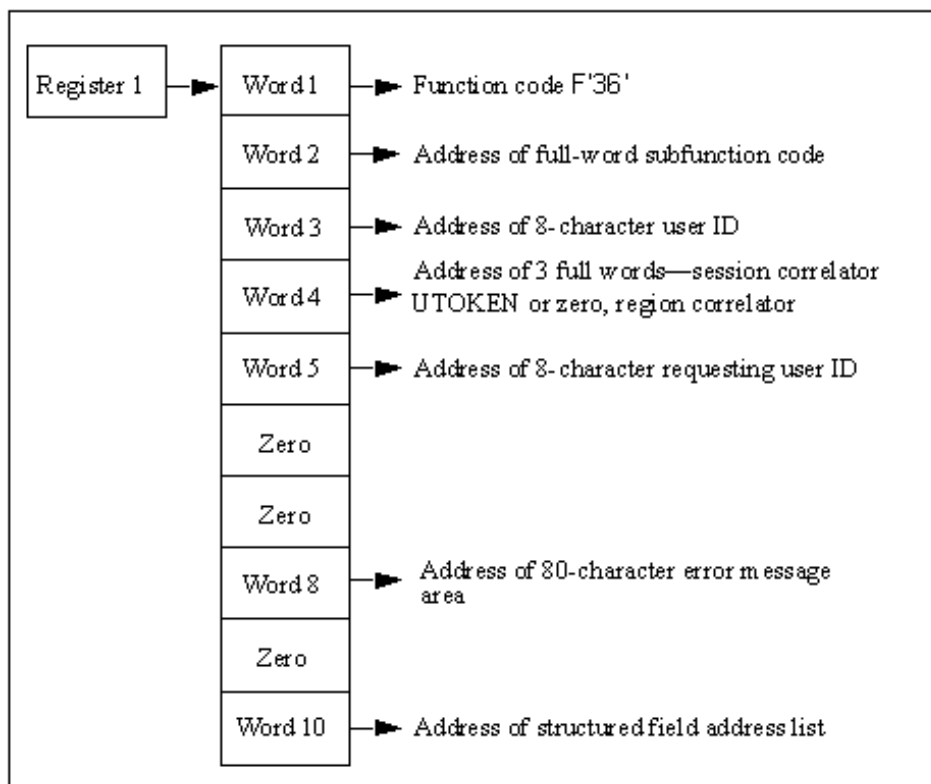 Register 1
Word 1
Function code F'36'
Word 2
Address of full-word subfunction code
Word 3
Address of 8-character user ID
Word 4
Address of 3 full words—session correlator
UTOKEN or zero, region correlator
Word 5
Address of 8-character requesting user ID
Zero
Zero
Word 8
Address of 80-character error message
area
Zero
Word 10
Address of structured field address list